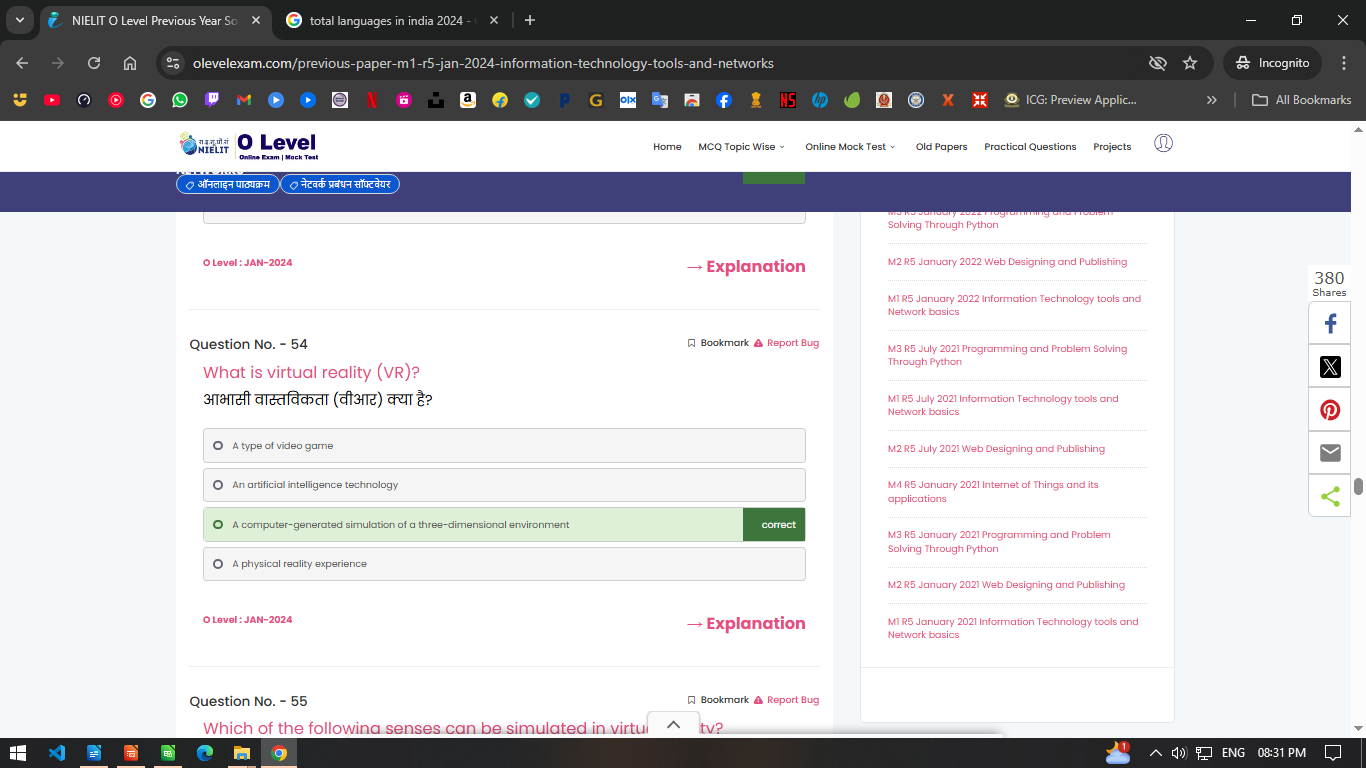 NIELIT O Level Previous Year So
total languages in india 2024 -
olevelexam.com/previous-paper-m1-r5-jan-2024-information-technology-tools-and-networks
Incognito
ICG: Preview Applic...
All Bookmarks
रा.इ.सू.प्रौ.सं
NIELIT
O Level
Online Exam | Mock Test
Home
MCQ Topic Wise
Online Mock Test
Old Papers
Practical Questions
Projects
ऑनलाइन पाठ्यक्रम
नेटवर्क प्रबंधन सॉफ्टवेयर
O Level : JAN-2024
→ Explanation
Question No. - 54
Bookmark
Report Bug
What is virtual reality (VR)?
आभासी वास्तविकता (वीआर) क्या है?
A type of video game
An artificial intelligence technology
A computer-generated simulation of a three-dimensional environment
correct
A physical reality experience
O Level : JAN-2024
→ Explanation
Question No. - 55
Bookmark
Report Bug
Which of the following senses can be simulated in
M3 R5 January 2022 Programming and Problem
Solving Through Python
M2 R5 January 2022 Web Designing and Publishing
M1 R5 January 2022 Information Technology tools and
Network basics
M3 R5 July 2021 Programming and Problem Solving
Through Python
M1 R5 July 2021 Information Technology tools and
Network basics
M2 R5 July 2021 Web Designing and Publishing
M4 R5 January 2021 Internet of Things and its
applications
M3 R5 January 2021 Programming and Problem
Solving Through Python
M2 R5 January 2021 Web Designing and Publishing
M1 R5 January 2021 Information Technology tools and
Network basics
380
Shares
1
ENG
08:31 PM